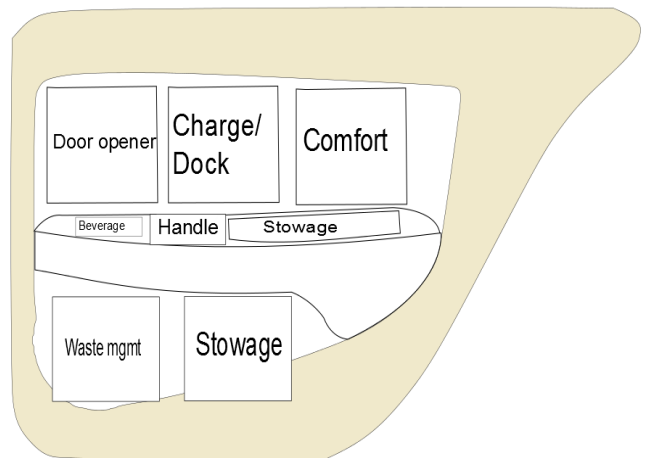 Door opener
Charge/
Dock
Comfort
Beverage
Handle
Stowage
Waste mgmt
Stowage